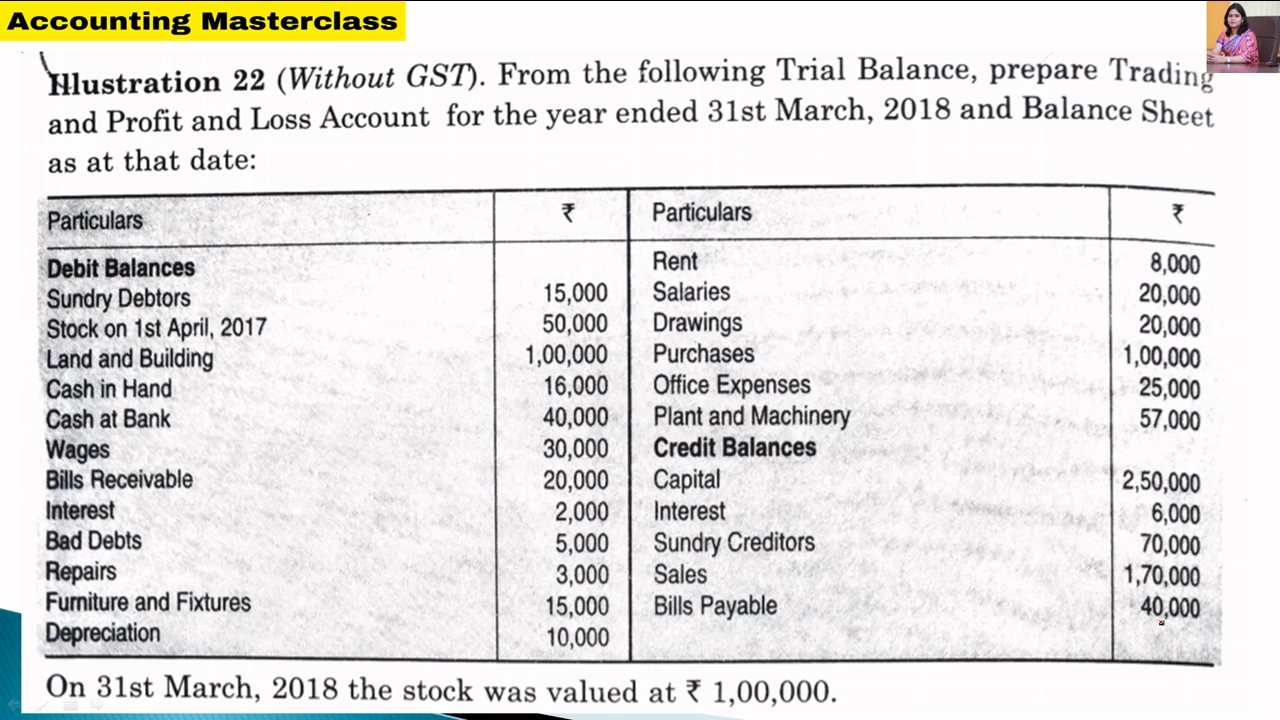 Accounting Masterclass
Illustration 22 (Without GST). From the following Trial Balance, prepare Trading
and Profit and Loss Account for the year ended 31st March, 2018 and Balance Sheet
as at that date:
Particulars ₹ Particulars ₹
Debit Balances Rent 8,000
Sundry Debtors 15,000 Salaries 20,000
Stock on 1st April, 2017 50,000 Drawings 20,000
Land and Building 1,00,000 Purchases 1,00,000
Cash in Hand 16,000 Office Expenses 25,000
Cash at Bank 40,000 Plant and Machinery 57,000
Wages 30,000 Credit Balances
Bills Receivable 20,000 Capital 2,50,000
Interest 2,000 Interest 6,000
Bad Debts 5,000 Sundry Creditors 70,000
Repairs 3,000 Sales 1,70,000
Furniture and Fixtures 15,000 Bills Payable 40,000
Depreciation 10,000
On 31st March, 2018 the stock was valued at ₹ 1,00,000.